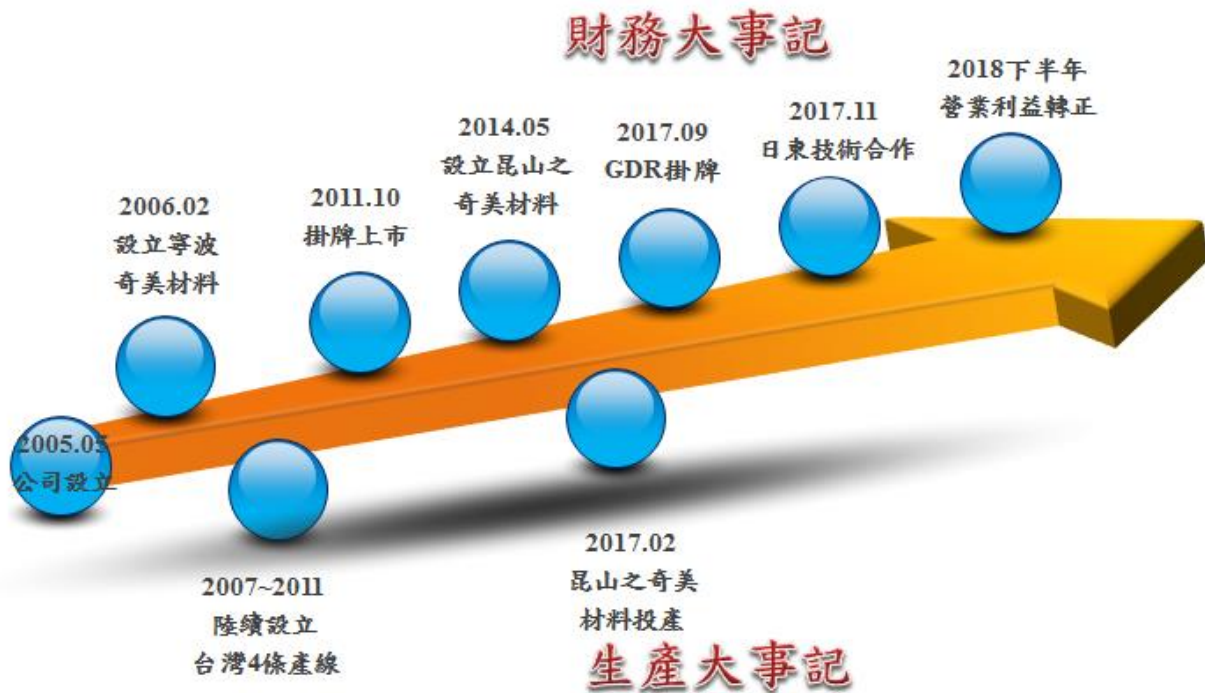 財務大事記
2005.05
公司設立
2006.02
設立寧波
奇美材料
2011.10
掛牌上市
2014.05
設立昆山之
奇美材料
2017.09
GDR掛牌
2017.11
日東技術合作
2018下半年
營業利益轉正
2007~2011
陸續設立
台灣4條產線
2017.02
昆山之奇美
材料投產
生產大事記